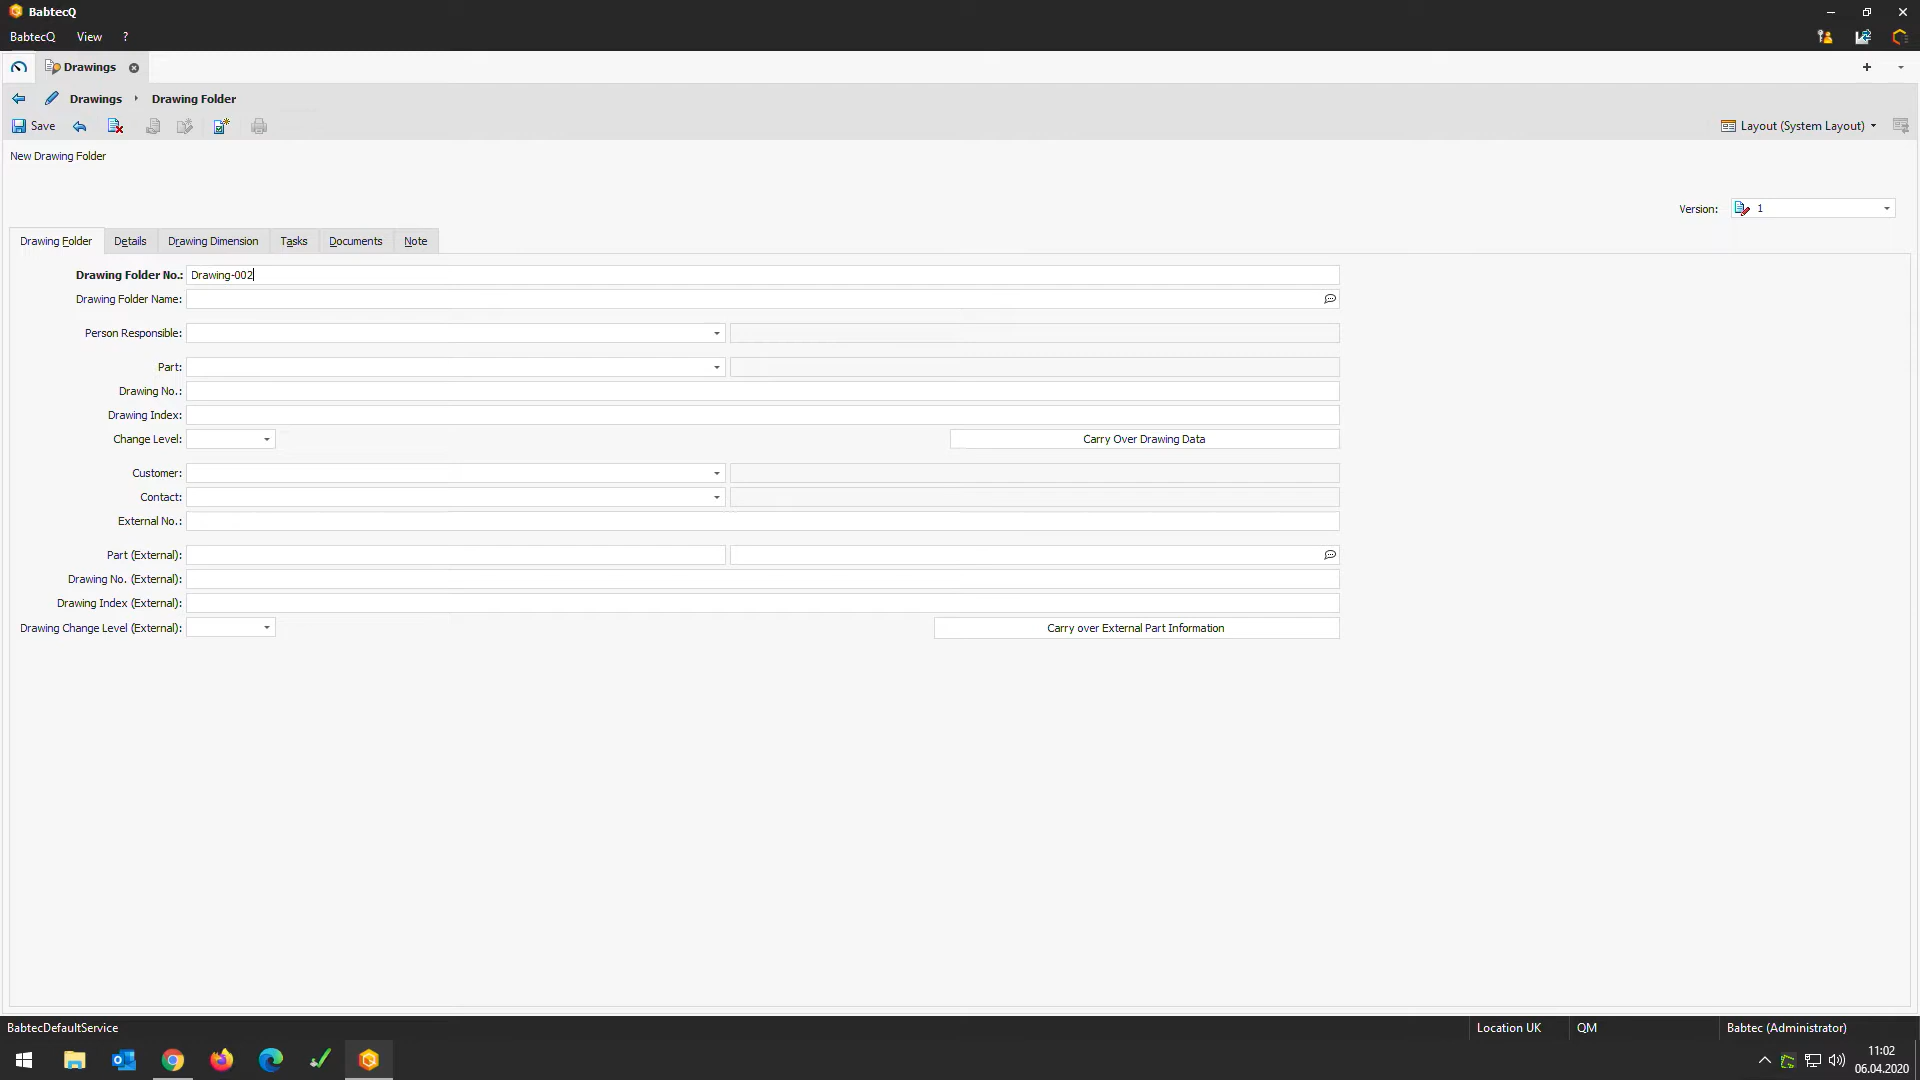 BabtecQ
BabtecQ View ?
Drawings
Drawings Drawing Folder
Save Layout (System Layout)
New Drawing Folder
Version: 1
Drawing Folder Details Drawing Dimension Tasks Documents Note
Drawing Folder No.: Drawing-002
Drawing Folder Name:
Person Responsible:
Part:
Drawing No.:
Drawing Index:
Change Level: Carry Over Drawing Data
Customer:
Contact:
External No.:
Part (External):
Drawing No. (External):
Drawing Index (External):
Drawing Change Level (External): Carry over External Part Information
BabtecDefaultService Location UK QM Babtec (Administrator)
11:02
06.04.2020